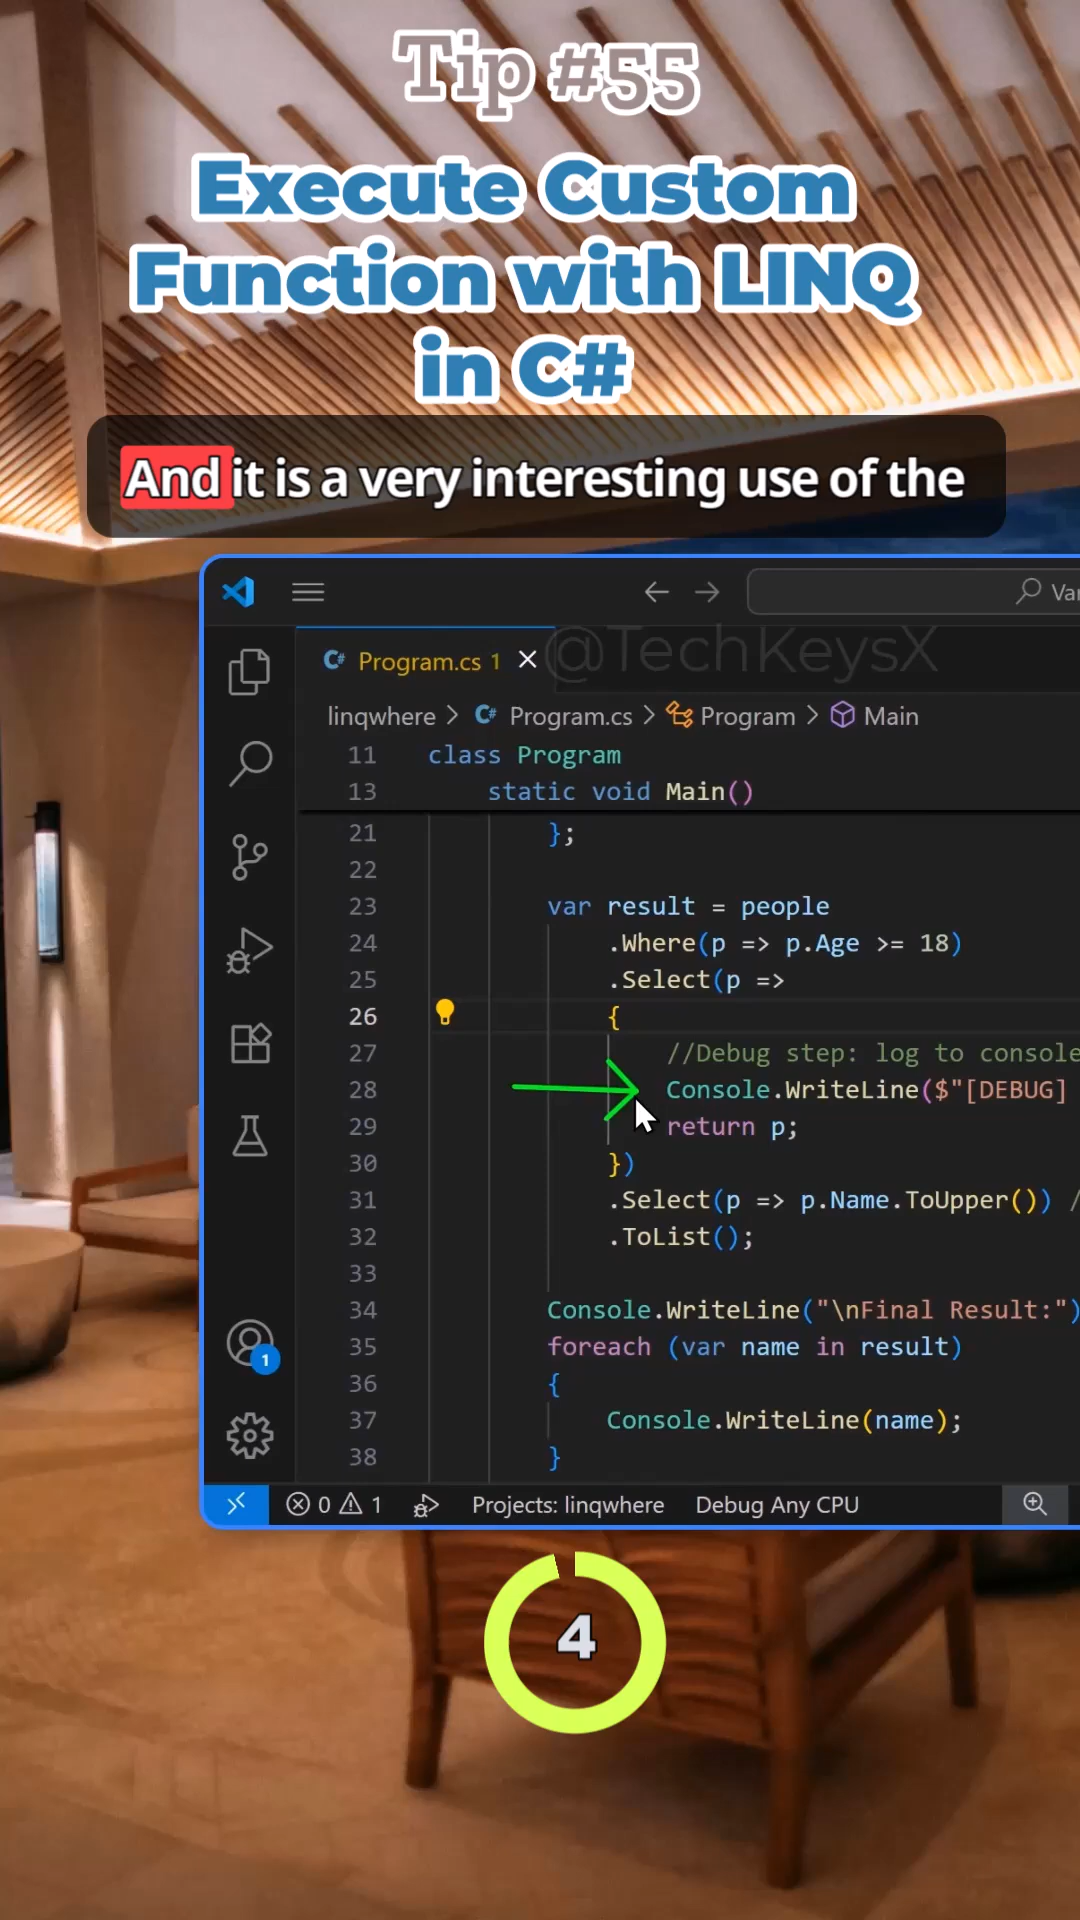 Tip #55
Execute Custom
Function with LINQ
in C#
And it is a very interesting use of the
Var
@TechKeysX
C# Program.cs 1
linqwhere > C# Program.cs > Program > Main
11 class Program
13 static void Main()
21 };
22
23 var result = people
24 .Where(p => p.Age >= 18)
25 .Select(p =>
26 {
27 //Debug step: log to console
28 Console.WriteLine($"[DEBUG]
29 return p;
30 })
31 .Select(p => p.Name.ToUpper()) /
32 .ToList();
33
34 Console.WriteLine("\nFinal Result:")
35 foreach (var name in result)
36 {
37 Console.WriteLine(name);
38 }
1
0 1 Projects: linqwhere Debug Any CPU
4